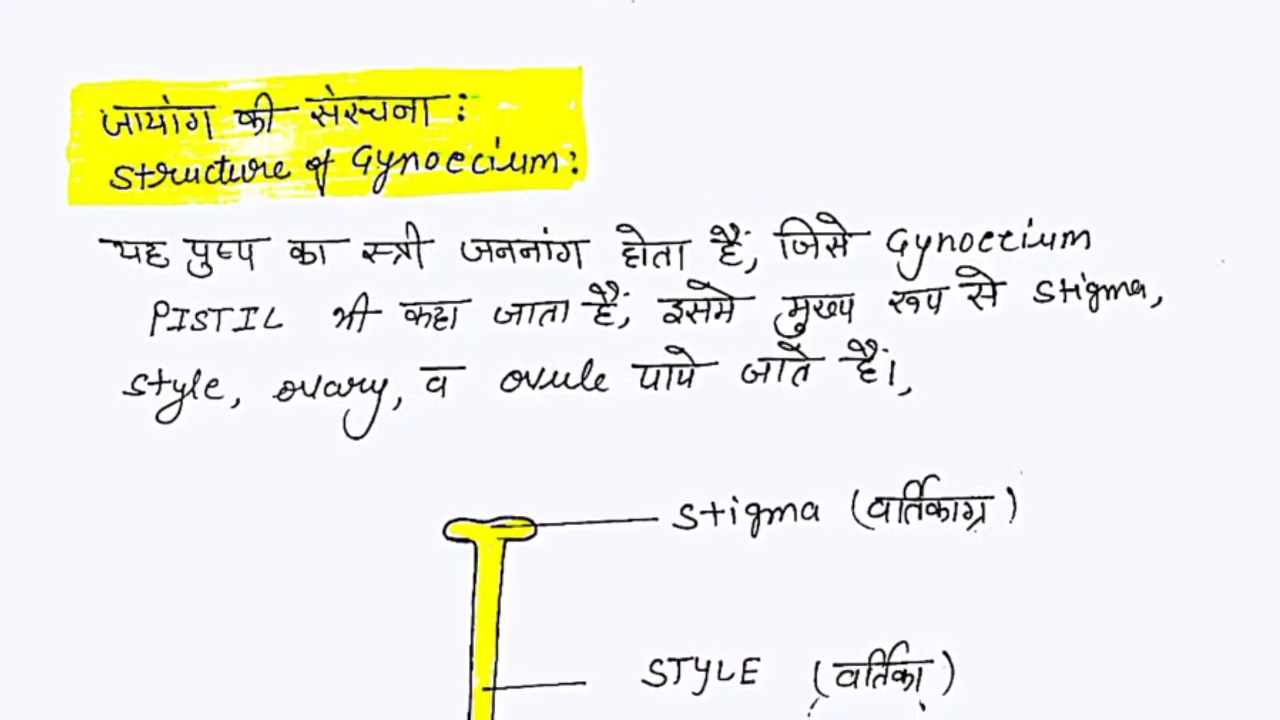 जायांग की संरचना :
Structure of Gynoecium :
यह पुष्प का स्त्री जननांग होता है, जिसे Gynoecium
PISTIL भी कहा जाता है, इसमे मुख्य रूप से stigma,
style, ovary, व ovule पाये जाते है।,
Stigma (वर्तिकाग्र)
STYLE (वर्तिका)